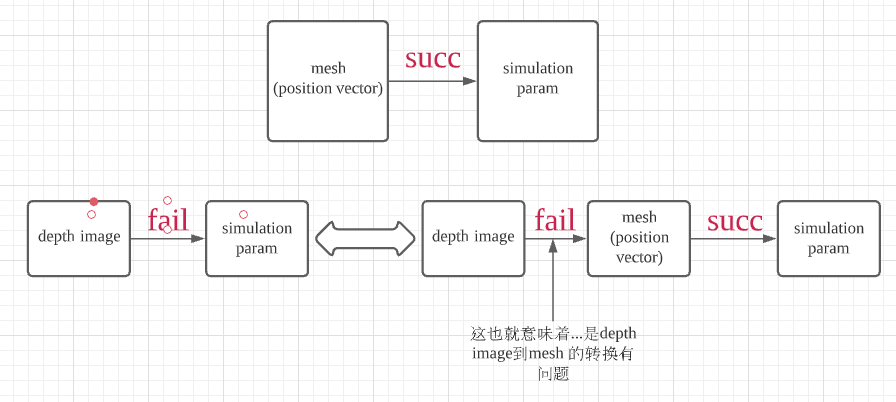 mesh
(position vector)
succ
simulation
param
depth image
fail
simulation
param
depth image
fail
mesh
(position
vector)
succ
simulation
param
这也就意味着...是depth
image到mesh 的转换有
问题